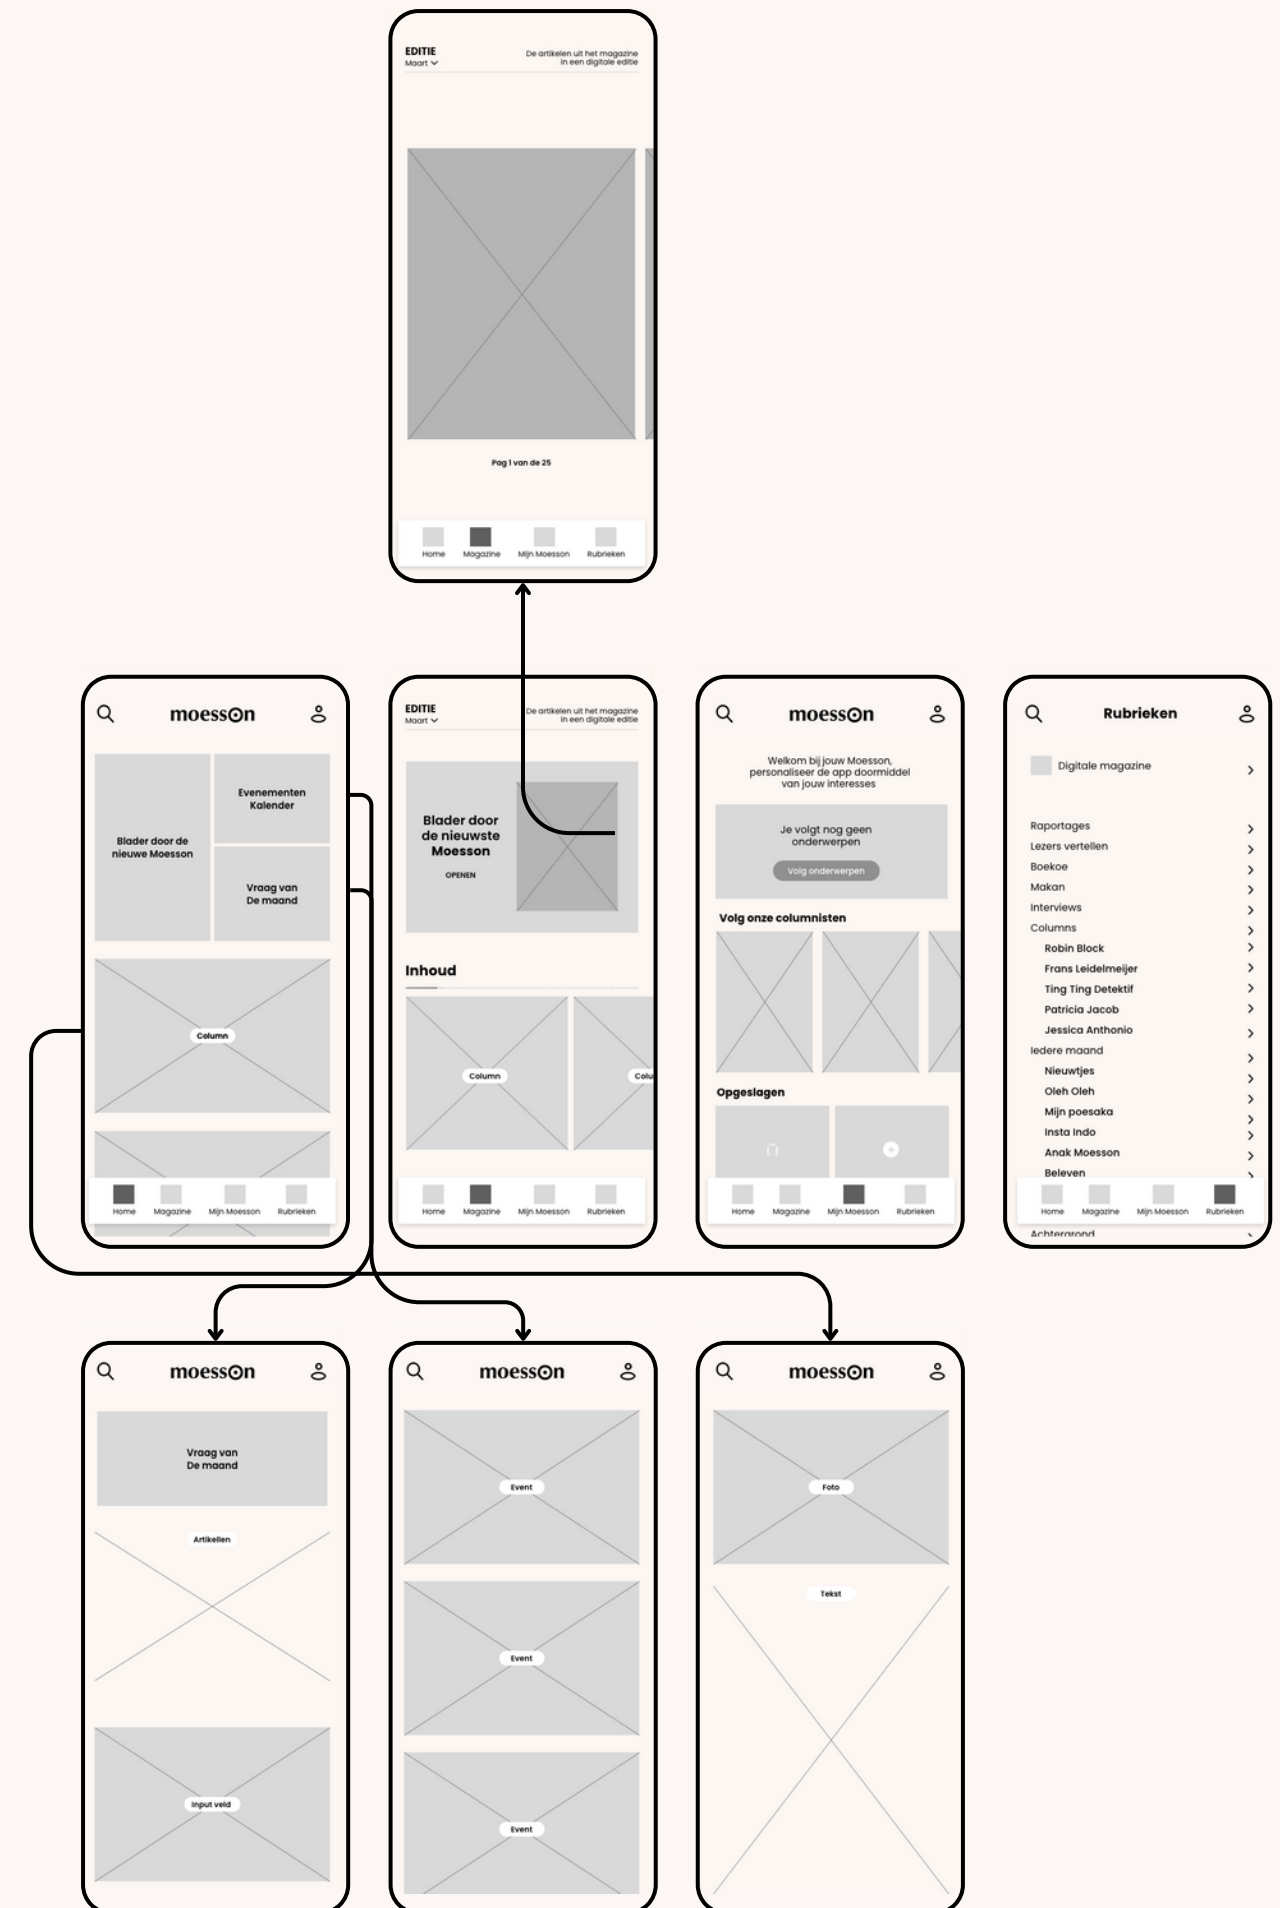 EDITIE
Maart
De artikelen uit het magazine
in een digitale editie
Pag 1 van de 25
Home
Magazine
Mijn Moesson
Rubrieken
moesson
Blader door de
nieuwe Moesson
Evenementen
Kalender
Vraag van
De maand
Column
Home
Magazine
Mijn Moesson
Rubrieken
EDITIE
Maart
De artikelen uit het magazine
in een digitale editie
Blader door
de nieuwste
Moesson
OPENEN
Inhoud
Column
Colu
Home
Magazine
Mijn Moesson
Rubrieken
moesson
Welkom bij jouw Moesson,
personaliseer de app doormiddel
van jouw interesses
Je volgt nog geen
onderwerpen
Volg onderwerpen
Volg onze columnisten
Opgeslagen
Home
Magazine
Mijn Moesson
Rubrieken
Rubrieken
Digitale magazine
Raportages
Lezers vertellen
Boekoe
Makan
Interviews
Columns
Robin Block
Frans Leidelmeijer
Ting Ting Detektif
Patricia Jacob
Jessica Anthonio
Iedere maand
Nieuwtjes
Oleh Oleh
Mijn poesaka
Insta Indo
Anak Moesson
Beleven
Home
Magazine
Mijn Moesson
Rubrieken
Achtergrond
moesson
Vraag van
De maand
Artikellen
Input veld
moesson
Event
Event
Event
moesson
Foto
Tekst